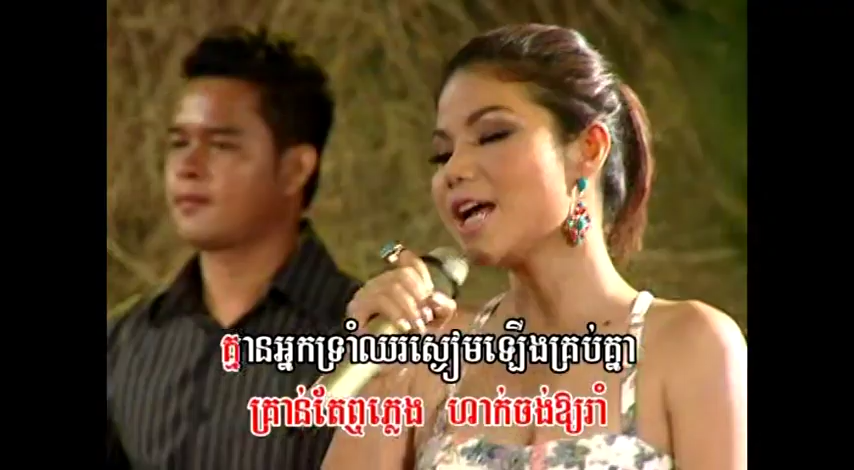 គ្មានអ្នកទ្រាំឈរស្ងៀមឡើងគ្រប់គ្នា
គ្រាន់តែឮភ្លេង ហាក់ចង់ឱ្យរាំ